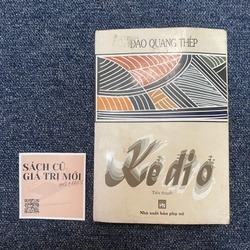 ĐÀO QUANG THÉP
Kẻ đi ở
Tiểu thuyết
Nhà xuất bản phụ nữ
SÁCH CŨ
GIÁ TRỊ MỚI